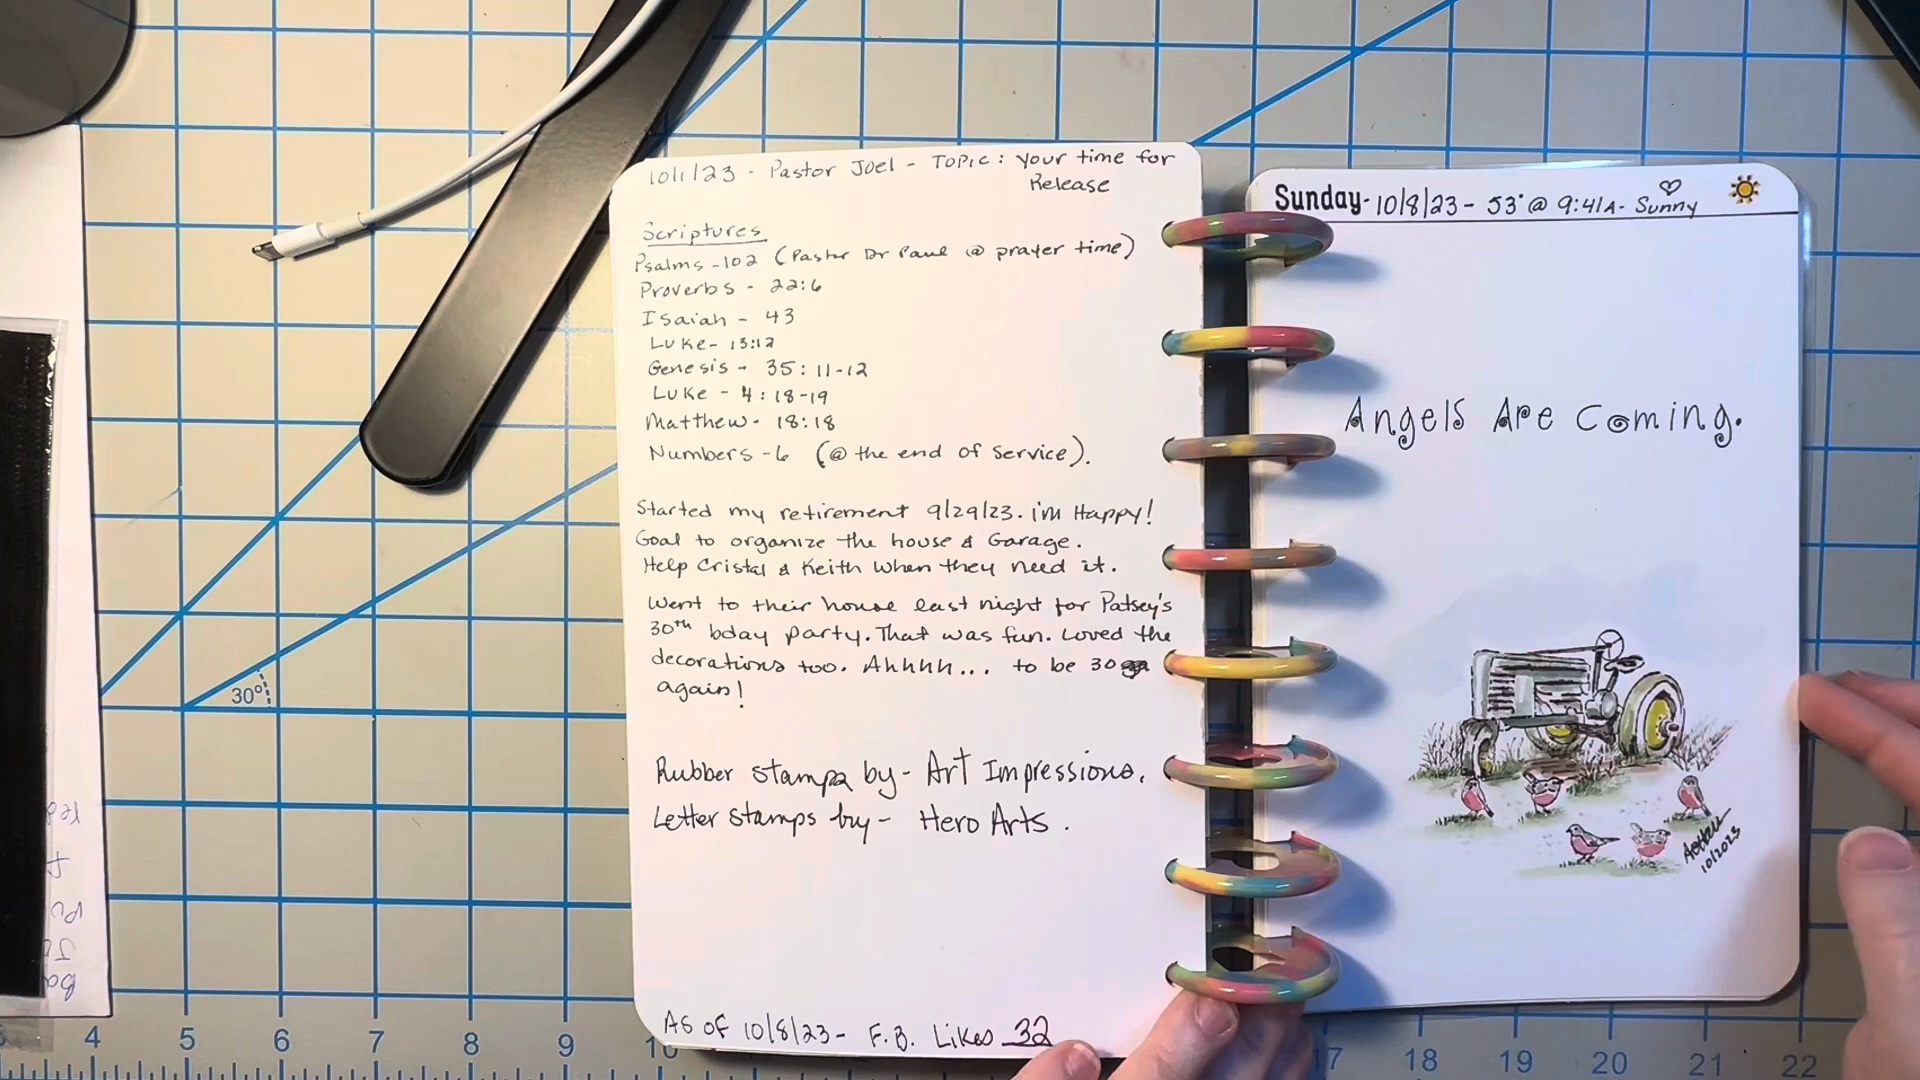 10/1/23 - Pastor Joel - Topic: Your time for
Release
Scriptures
Psalms - 102 (Pastor Dr Paul @ prayer time)
Proverbs - 22:6
Isaiah - 43
Luke - 13:12
Genesis - 35:11-12
Luke - 4:18-19
Matthew - 18:18
Numbers - 6 (@ the end of service).
Started my retirement 9/29/23. im Happy!
Goal to organize the house & Garage.
Help Cristal & Keith when they need it.
Went to their house last night for Patsey's
30th bday party. That was fun. Loved the
decorations too. Ahhhh... to be 30
again!
Rubber stamps by - Art Impressions.
Letter stamps by - Hero Arts.
As of 10/8/23 - F.B. Likes 32
Sunday - 10/8/23 - 53° @ 9:41A - Sunny
Angels Are Coming.
10/2023
30°
4 5 6 7 8 9 10 17 18 19 20 21 22